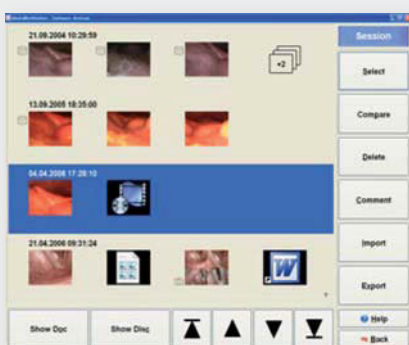 21.09.2004 10:29:59
Session
+2
Select
13.09.2005 18:35:00
Compare
04.04.2006 17:28:10
Delete
Comment
21.04.2006 09:31:24
Import
W
Export
Show Doc
Show Disc
Help
Back